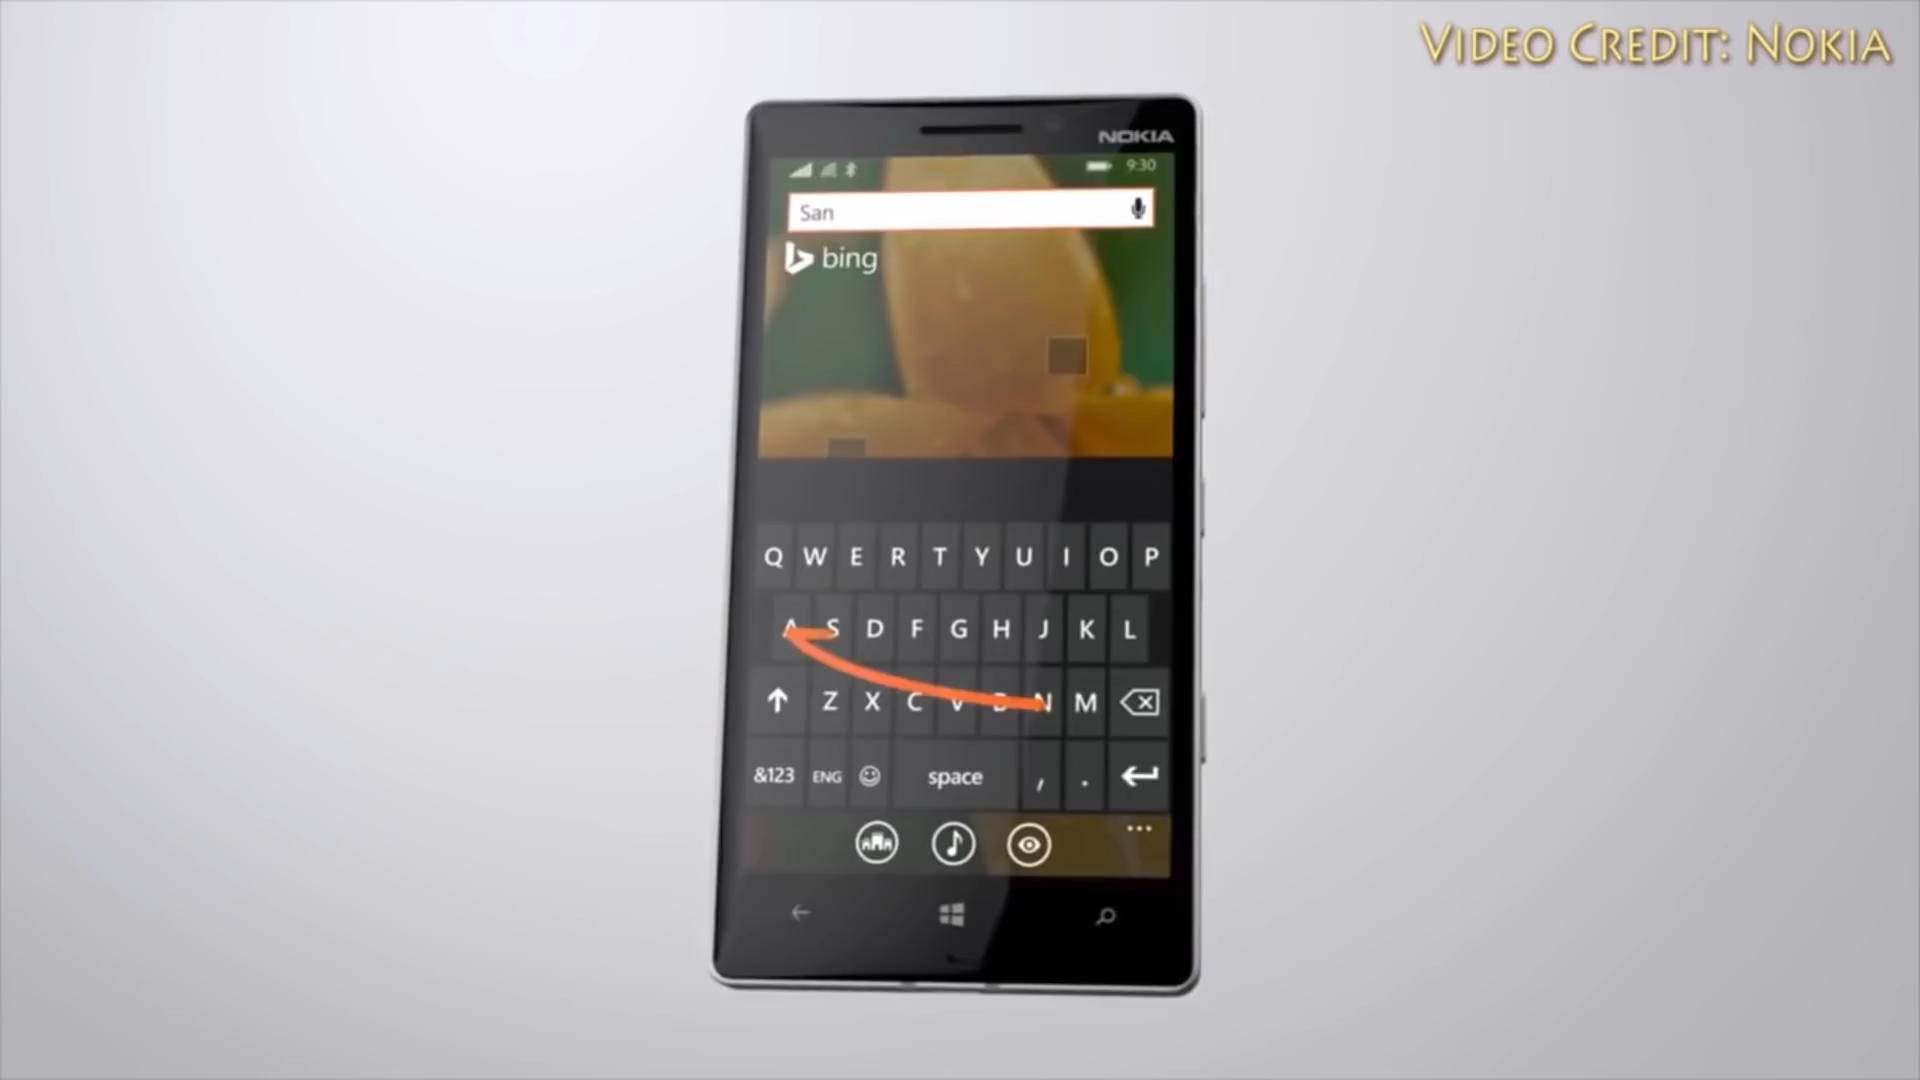 VIDEO CREDIT: NOKIA
NOKIA
9:30
San
bing
Q W E R T Y U I O P
A S D F G H J K L
Z X C V B N M
&123 ENG space , .